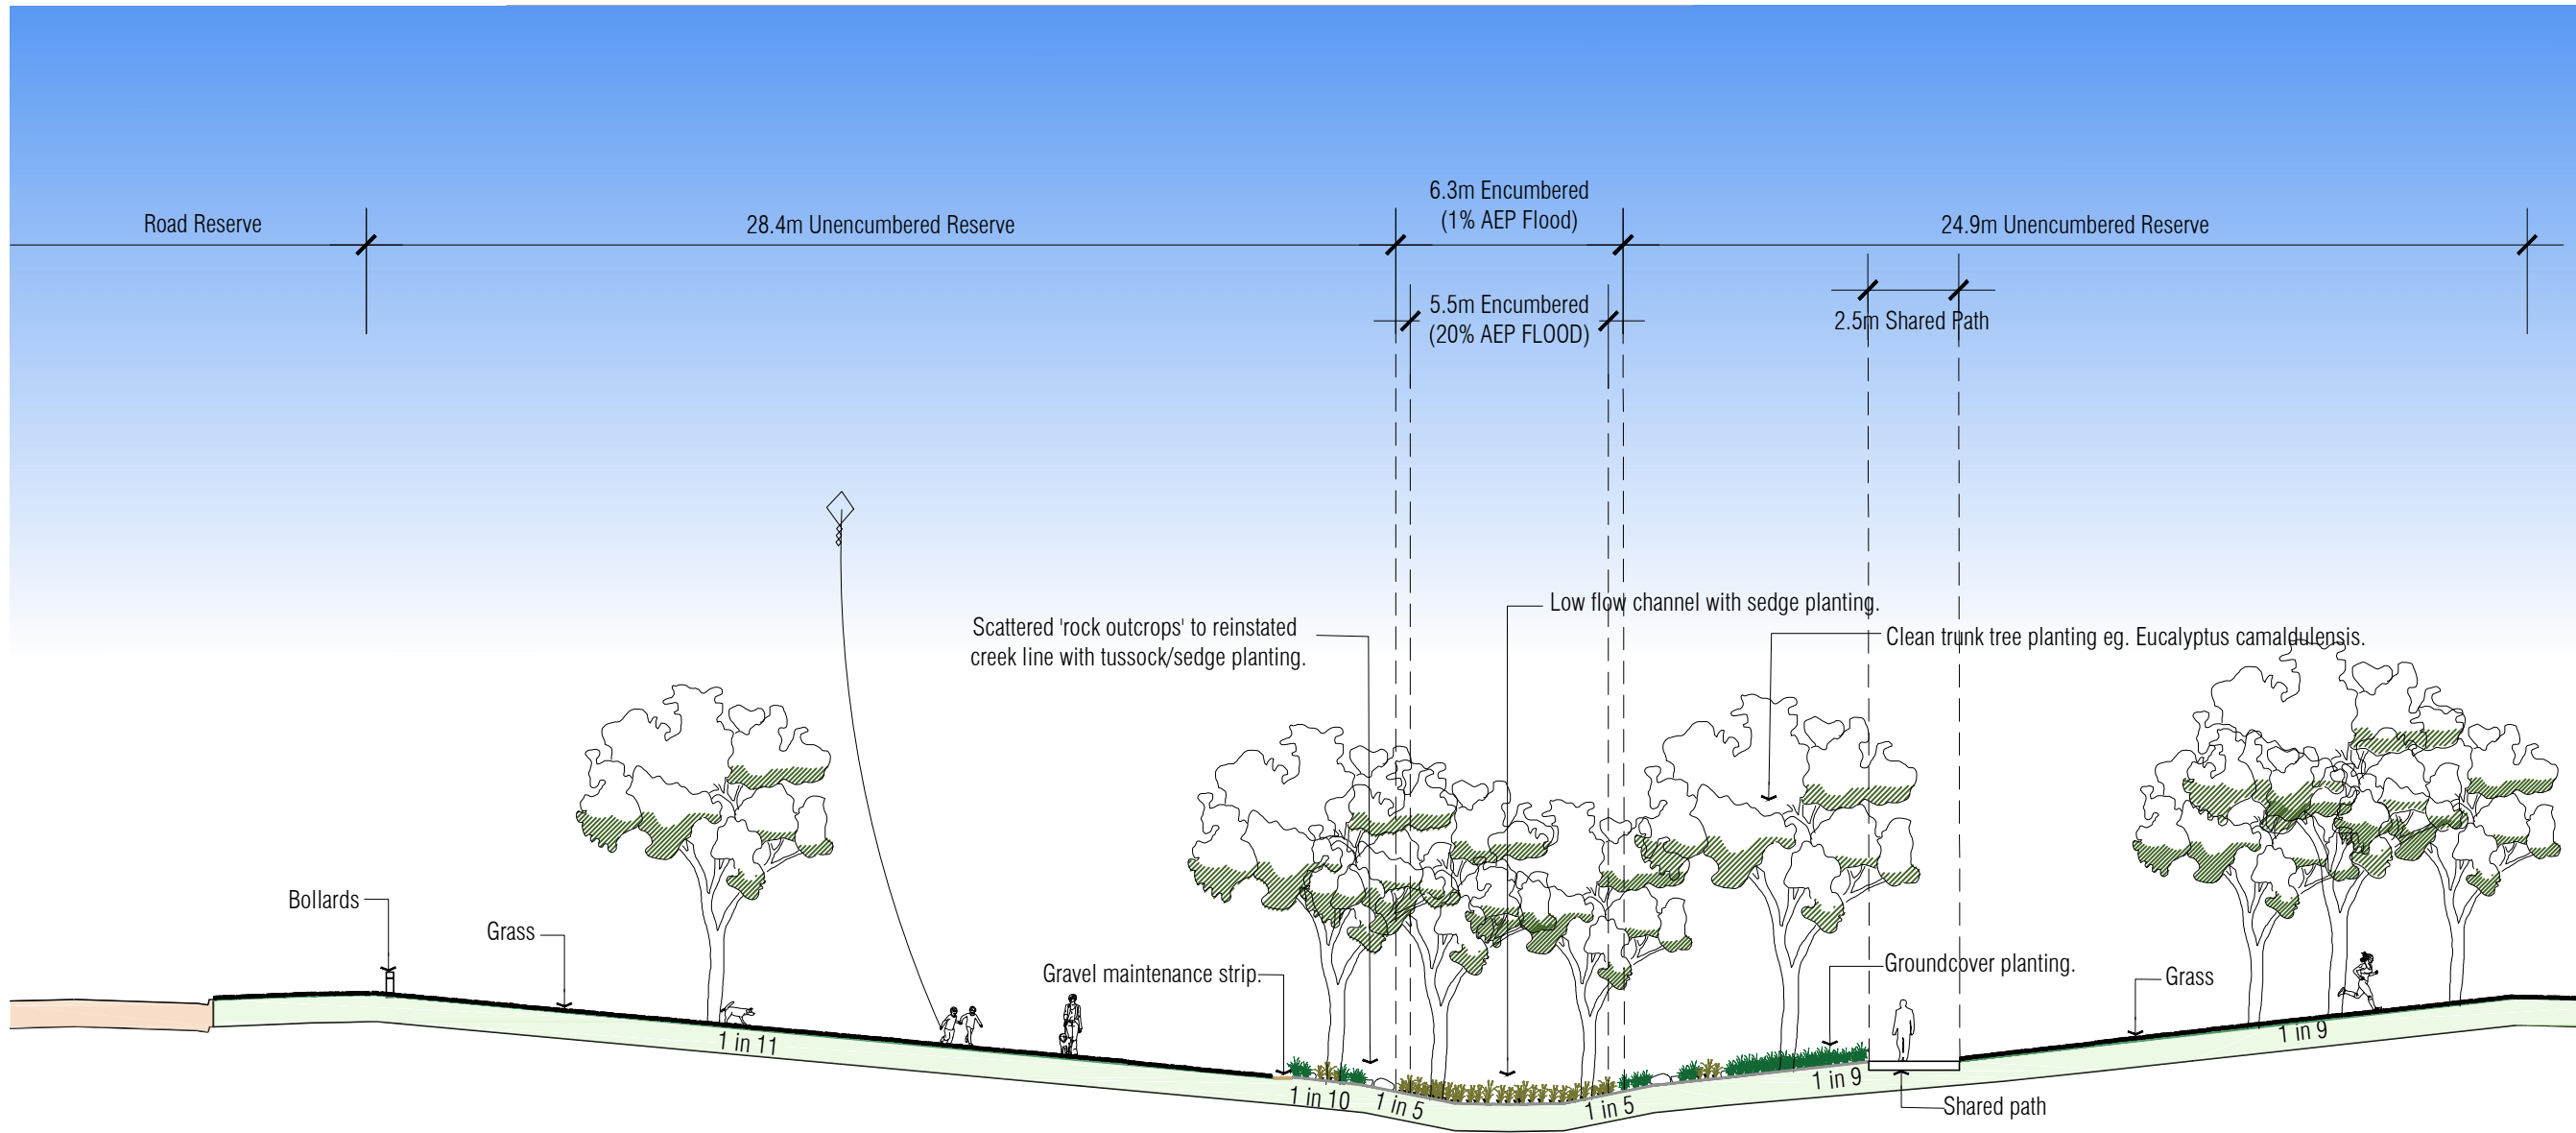 6.3m Encumbered
(1% AEP Flood)
Road Reserve
28.4m Unencumbered Reserve
24.9m Unencumbered Reserve
5.5m Encumbered
(20% AEP FLOOD)
2.5m Shared Path
Low flow channel with sedge planting.
Scattered 'rock outcrops' to reinstated
creek line with tussock/sedge planting.
Clean trunk tree planting eg. Eucalyptus camaldulensis.
Bollards
Grass
Gravel maintenance strip.
Groundcover planting.
Grass
1 in 11
1 in 10
1 in 5
1 in 5
1 in 9
1 in 9
Shared path